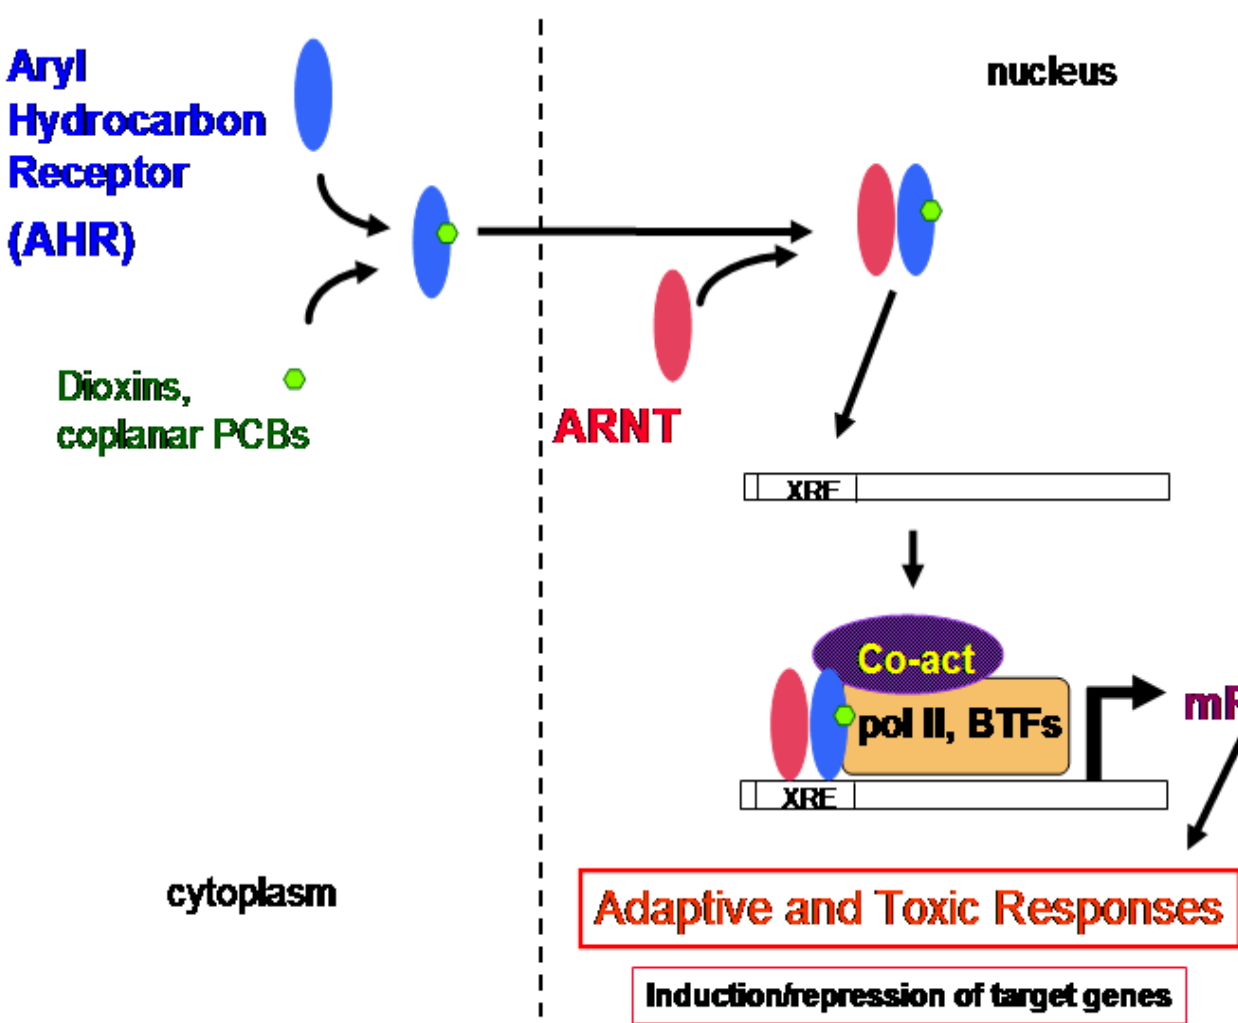 Aryl
Hydrocarbon
Receptor
(AHR)
nucleus
Dioxins,
coplanar PCBs
ARNT
XRE
Co-act
pol II, BTFs
XRE
cytoplasm
Adaptive and Toxic Responses
Induction/repression of target genes